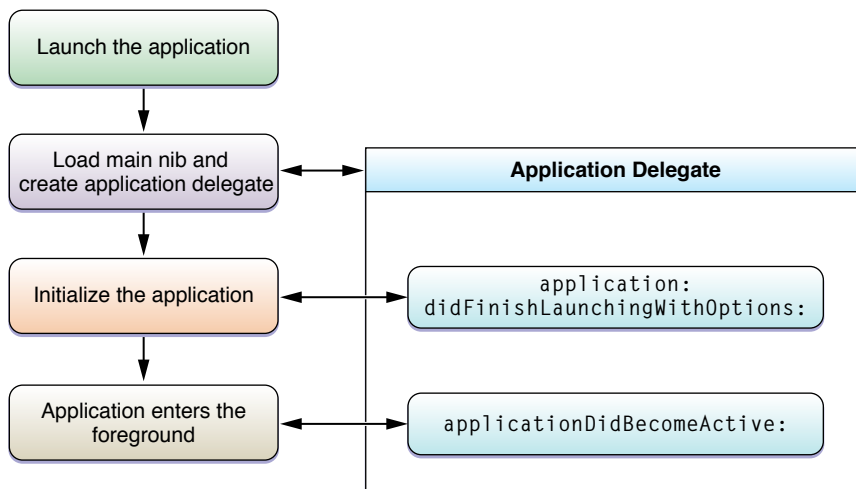 Launch the application
Load main nib and
create application delegate
Application Delegate
Initialize the application
application:
didFinishLaunchingWithOptions:
Application enters the
foreground
applicationDidBecomeActive: